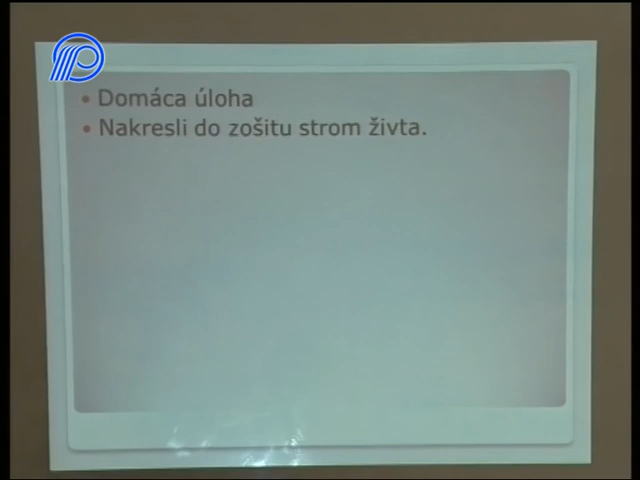 • Domáca úloha
• Nakresli do zošitu strom živta.